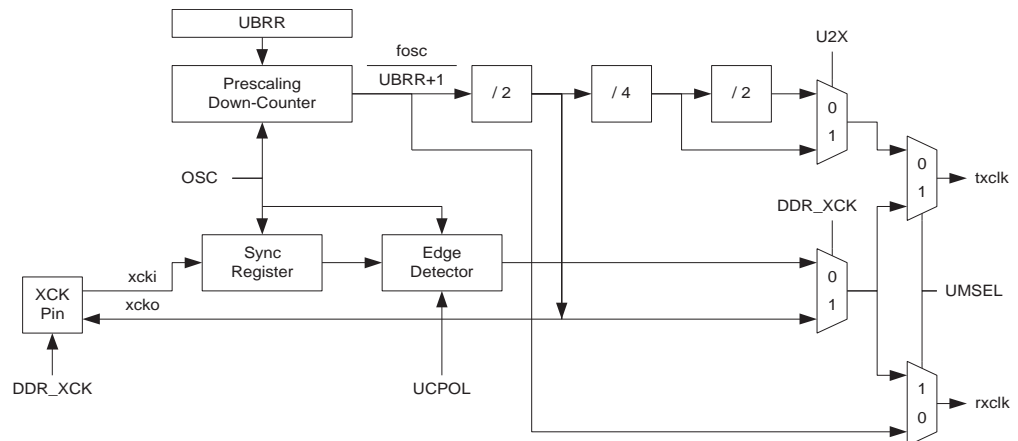 UBRR
fosc
U2X
Prescaling
Down-Counter
UBRR+1
/ 2
/ 4
/ 2
0
1
OSC
0
1
txclk
DDR_XCK
xcki
Sync
Register
Edge
Detector
0
1
XCK
Pin
xcko
UMSEL
DDR_XCK
UCPOL
1
0
rxclk